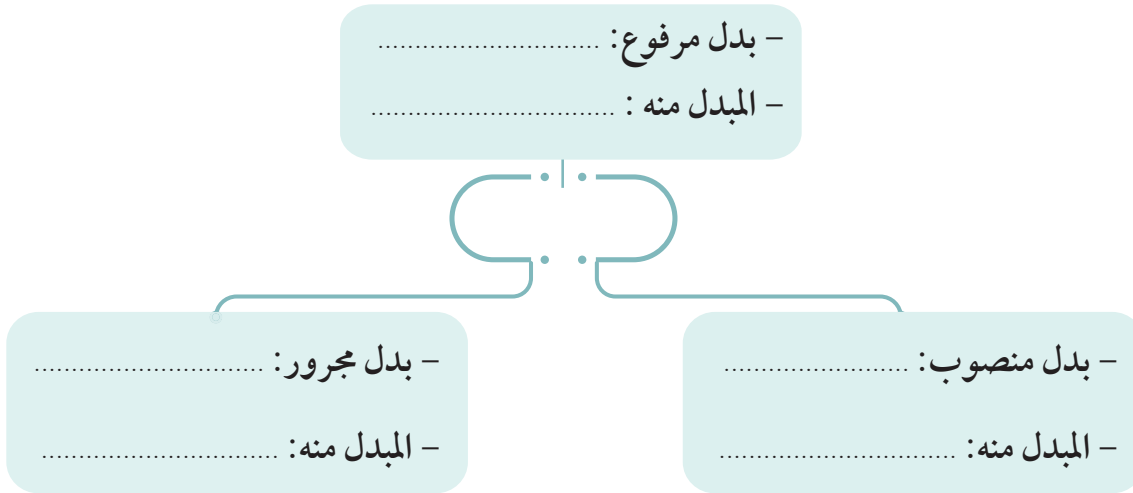 – بدل مرفوع: ..............................
– المبدل منه : .................................
– بدل منصوب: .........................
– المبدل منه: ................................
– بدل مجرور: ...............................
– المبدل منه: ................................